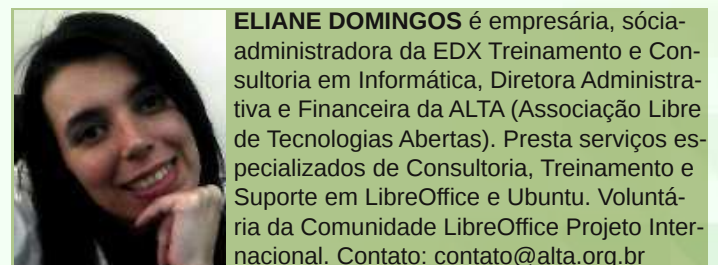 ELIANE DOMINGOS é empresária, sócia-
administradora da EDX Treinamento e Con-
sultoria em Informática, Diretora Administra-
tiva e Financeira da ALTA (Associação Libre
de Tecnologias Abertas). Presta serviços es-
pecializados de Consultoria, Treinamento e
Suporte em LibreOffice e Ubuntu. Voluntá-
ria da Comunidade LibreOffice Projeto Inter-
nacional. Contato: contato@alta.org.br